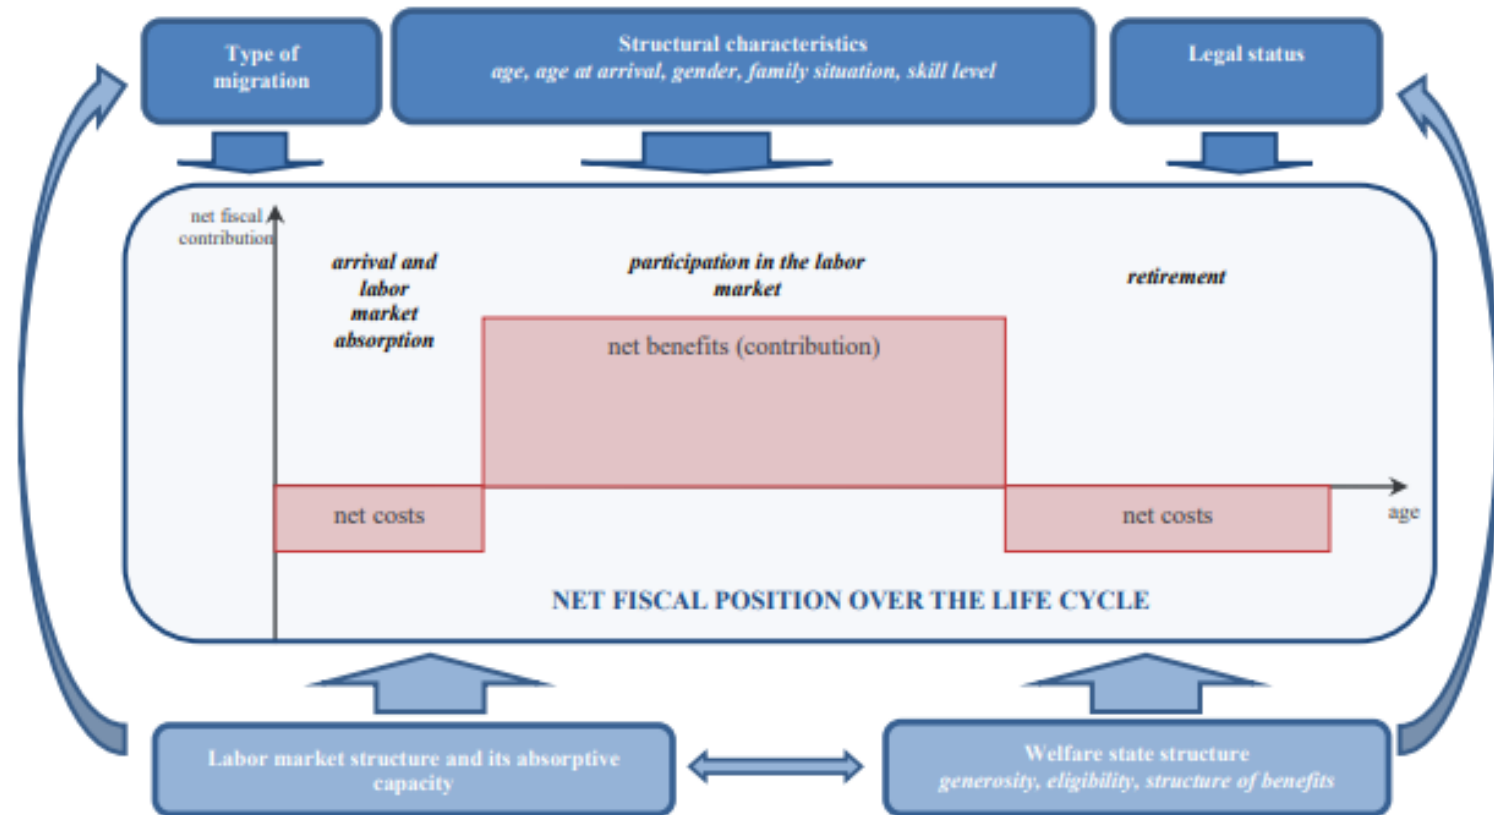 Type of
migration
Structural characteristics
age, age at arrival, gender, family situation, skill level
Legal status
net fiscal
contribution
arrival and
labor
market
absorption
participation in the labor
market
retirement
net benefits (contribution)
net costs
net costs
age
NET FISCAL POSITION OVER THE LIFE CYCLE
Labor market structure and its absorptive
capacity
Welfare state structure
generosity, eligibility, structure of benefits